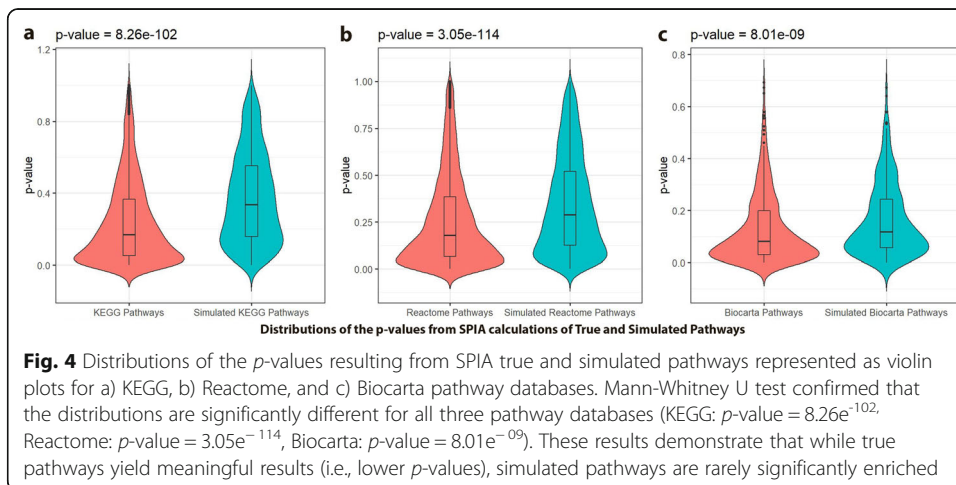 a
p-value = 8.26e-102
1.2
0.8
0.4
0.0
p-value
KEGG Pathways Simulated KEGG Pathways
b
p-value = 3.05e-114
1.00
0.75
0.50
0.25
0.00
p-value
Reactome Pathways Simulated Reactome Pathways
c
p-value = 8.01e-09
0.8
0.6
0.4
0.2
0.0
p-value
Biocarta Pathways Simulated Biocarta Pathways
Distributions of the p-values from SPIA calculations of True and Simulated Pathways
Fig. 4 Distributions of the p-values resulting from SPIA true and simulated pathways represented as violin
plots for a) KEGG, b) Reactome, and c) Biocarta pathway databases. Mann-Whitney U test confirmed that
the distributions are significantly different for all three pathway databases (KEGG: p-value = 8.26e-102,
Reactome: p-value = 3.05e− 114, Biocarta: p-value = 8.01e− 09). These results demonstrate that while true
pathways yield meaningful results (i.e., lower p-values), simulated pathways are rarely significantly enriched